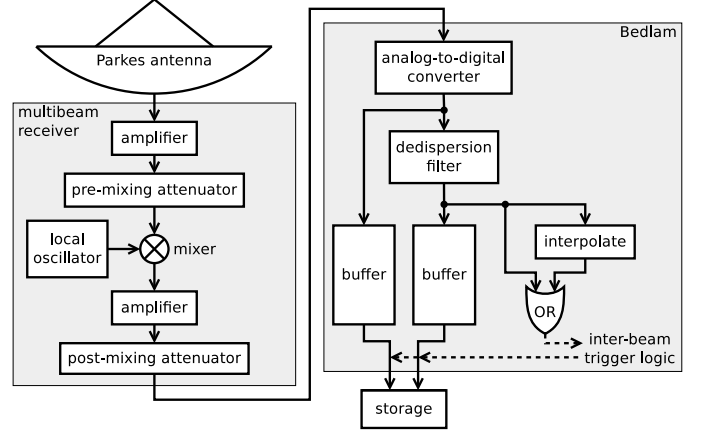 Parkes antenna
multibeam
receiver
amplifier
pre-mixing attenuator
local
oscillator
mixer
amplifier
post-mixing attenuator
Bedlam
analog-to-digital
converter
dedispersion
filter
buffer
buffer
interpolate
OR
inter-beam
trigger logic
storage